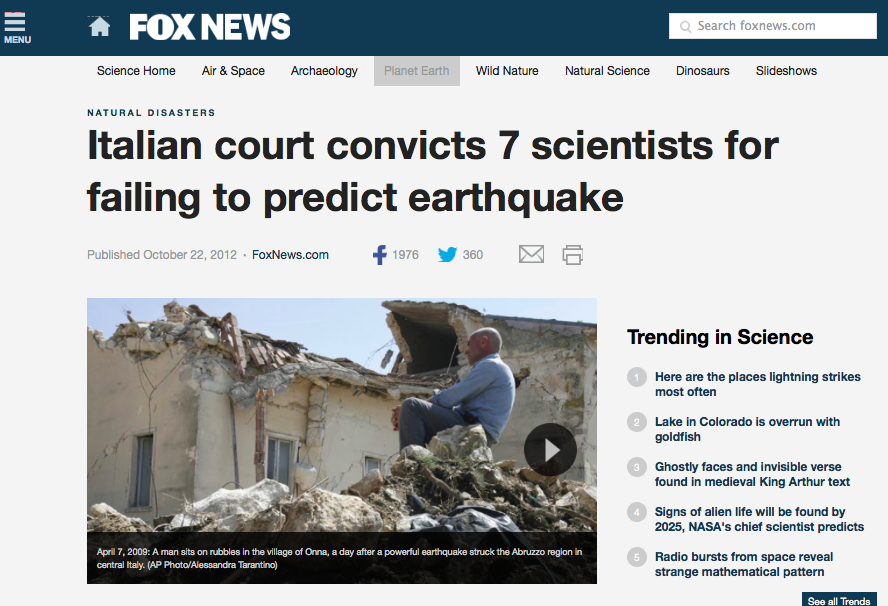 MENU
FOX NEWS
Search foxnews.com
Science Home
Air & Space
Archaeology
Planet Earth
Wild Nature
Natural Science
Dinosaurs
Slideshows
NATURAL DISASTERS
Italian court convicts 7 scientists for
failing to predict earthquake
Published October 22, 2012 · FoxNews.com
1976
360
April 7, 2009: A man sits on rubbles in the village of Onna, a day after a powerful earthquake struck the Abruzzo region in
central Italy. (AP Photo/Alessandra Tarantino)
Trending in Science
1 Here are the places lightning strikes
most often
2 Lake in Colorado is overrun with
goldfish
3 Ghostly faces and invisible verse
found in medieval King Arthur text
4 Signs of alien life will be found by
2025, NASA's chief scientist predicts
5 Radio bursts from space reveal
strange mathematical pattern
See all Trends